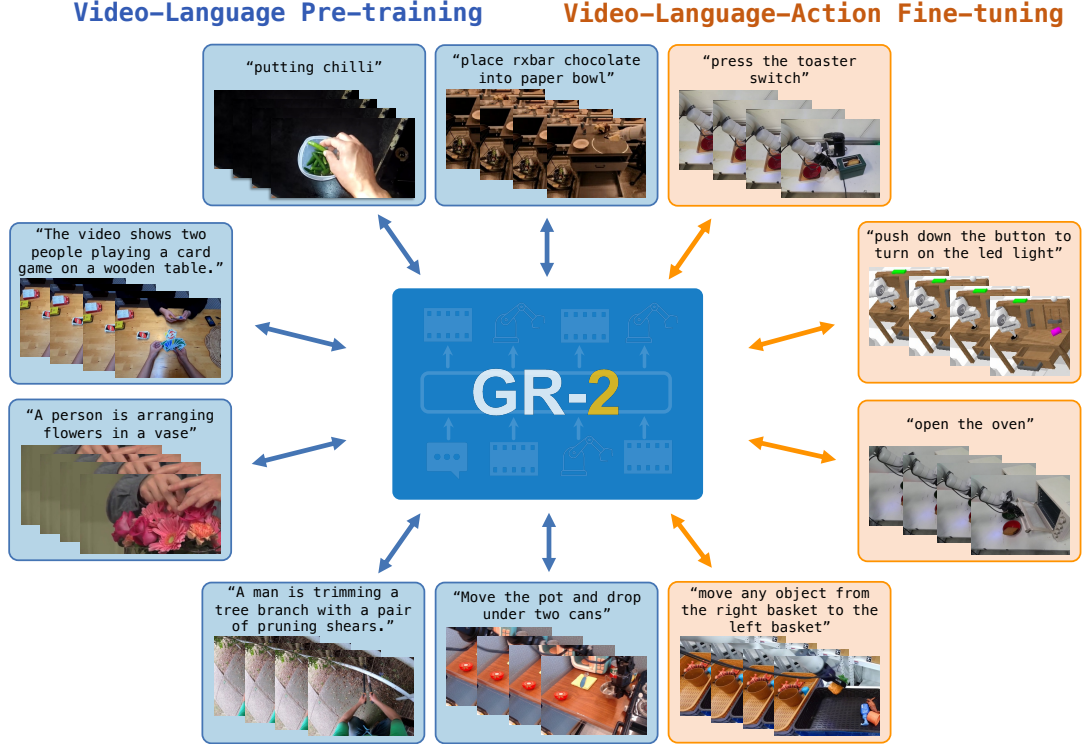 Video-Language Pre-training
Video-Language-Action Fine-tuning
“putting chilli”
“place rxbar chocolate
into paper bowl”
“press the toaster
switch”
“The video shows two
people playing a card
game on a wooden table.”
“push down the button to
turn on the led light”
GR-2
“A person is arranging
flowers in a vase”
“open the oven”
“A man is trimming a
tree branch with a pair
of pruning shears.”
“Move the pot and drop
under two cans”
“move any object from
the right basket to the
left basket”